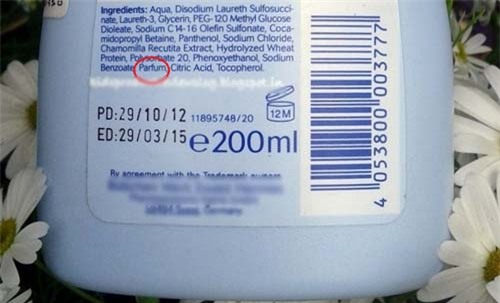 Ingredients: Aqua, Disodium Laureth Sulfosucci-
nate, Laureth-3, Glycerin, PEG-120 Methyl Glucose
Dioleate, Sodium C14-16 Olefin Sulfonate, Coca-
midopropyl Betaine, Panthenol, Sodium Chloride,
Chamomilla Recutita Extract, Hydrolyzed Wheat
Protein, Polysorbate 20, Phenoxyethanol, Sodium
Benzoate, Parfum, Citric Acid, Tocopherol.
PD:29/10/12 11895748/20
12M
ED:29/03/15 e200ml
By agreement with the Trademark owners
Germany
4 053800 003777